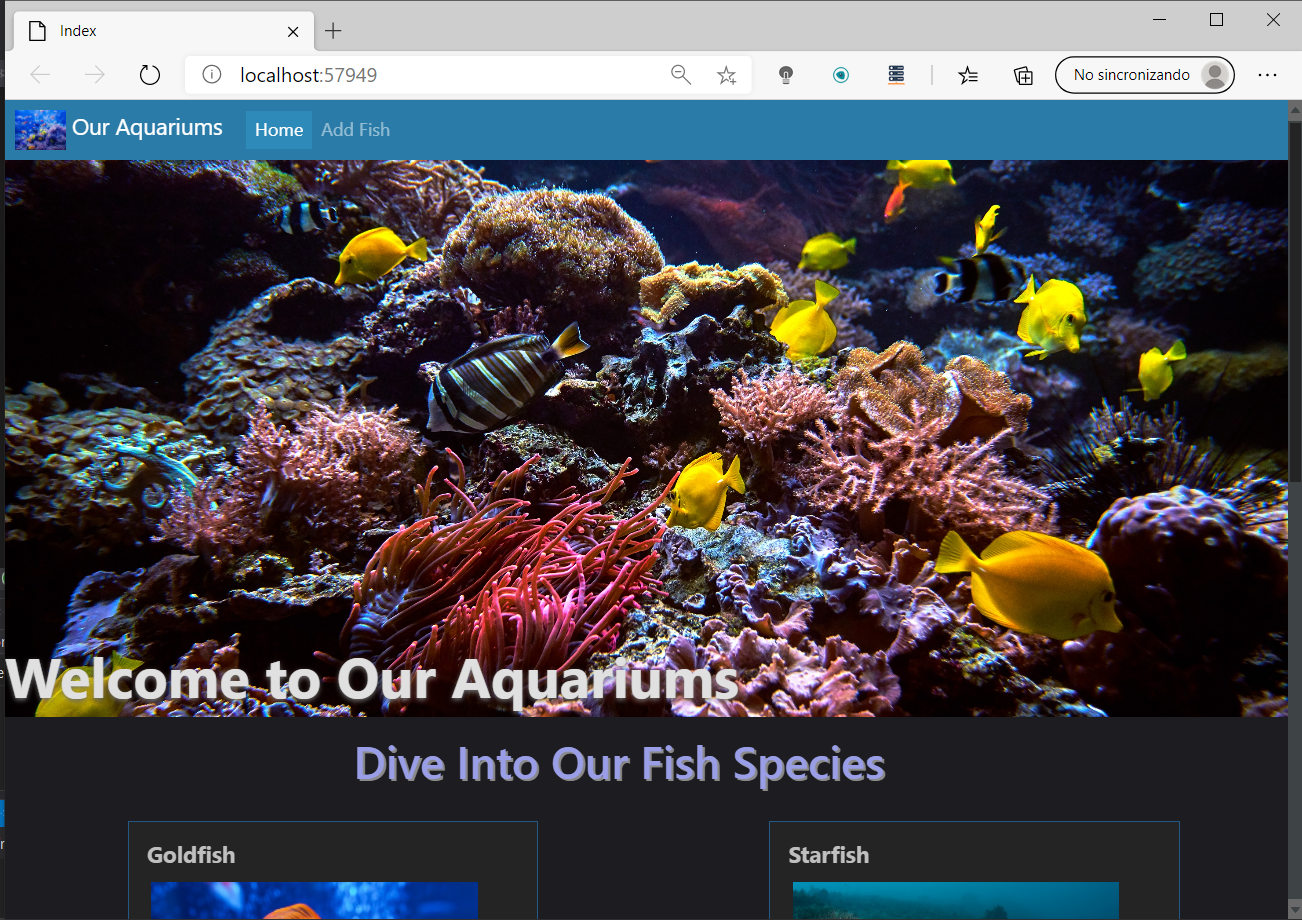 Index
localhost:57949
No sincronizando
Our Aquariums Home Add Fish
Welcome to Our Aquariums
Dive Into Our Fish Species
Goldfish
Starfish